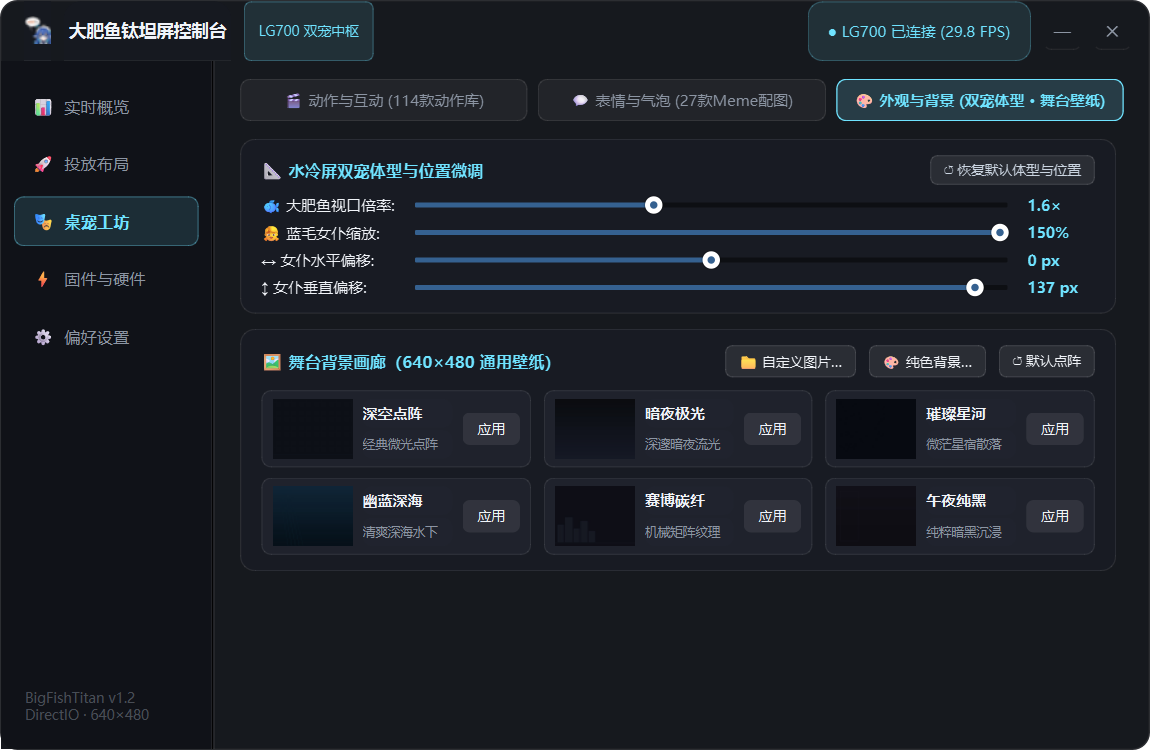 大肥鱼钛坦屏控制台
LG700 双宠中枢
● LG700 已连接 (29.8 FPS)
实时概览
投放布局
桌宠工坊
固件与硬件
偏好设置
BigFishTitan v1.2
DirectIO · 640×480
动作与互动 (114款动作库)
表情与气泡 (27款Meme配图)
外观与背景 (双宠体型 • 舞台壁纸)
水冷屏双宠体型与位置微调
恢复默认体型与位置
大肥鱼视口倍率: 1.6×
蓝毛女仆缩放: 150%
↔ 女仆水平偏移: 0 px
↕ 女仆垂直偏移: 137 px
舞台背景画廊（640×480 通用壁纸）
自定义图片...
纯色背景...
默认点阵
深空点阵
经典微光点阵
应用
暗夜极光
深邃暗夜流光
应用
璀璨星河
微茫星宿散落
应用
幽蓝深海
清爽深海水下
应用
赛博碳纤
机械矩阵纹理
应用
午夜纯黑
纯粹暗黑沉浸
应用